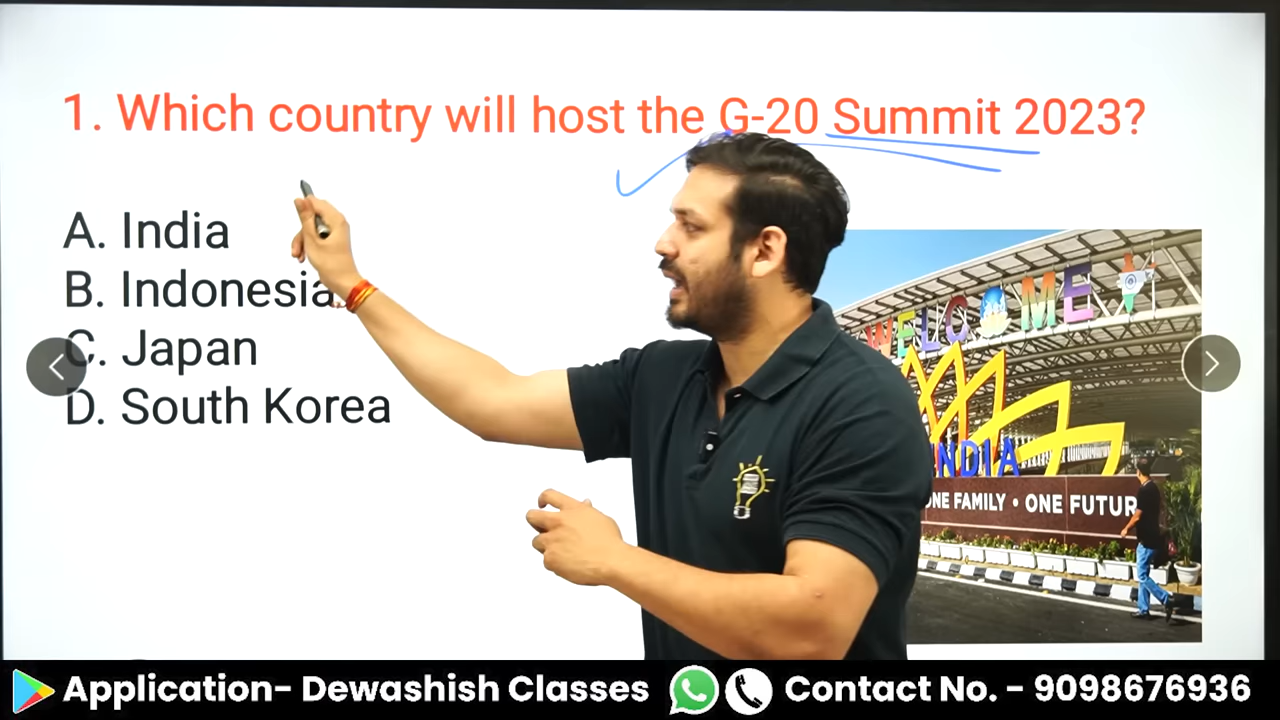 1. Which country will host the G-20 Summit 2023?
A. India
B. Indonesia
C. Japan
D. South Korea
WELCOME
INDIA
ONE FAMILY • ONE FUTUR
Application- Dewashish Classes Contact No. - 9098676936